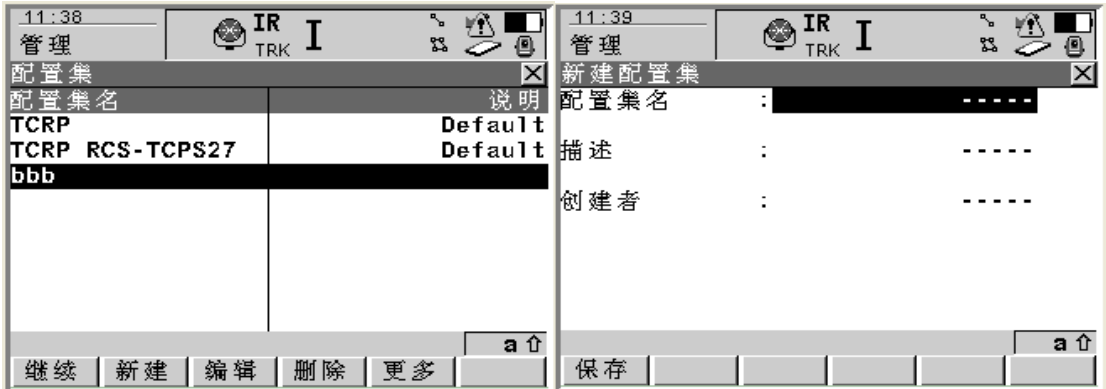 11:38
管理
IR
TRK I
配置集
配置集名 说明
TCRP Default
TCRP RCS-TCPS27 Default
bbb
a
继续 新建 编辑 删除 更多
11:39
管理
IR
TRK I
新建配置集
配置集名 : -----
描述 : -----
创建者 : -----
a
保存